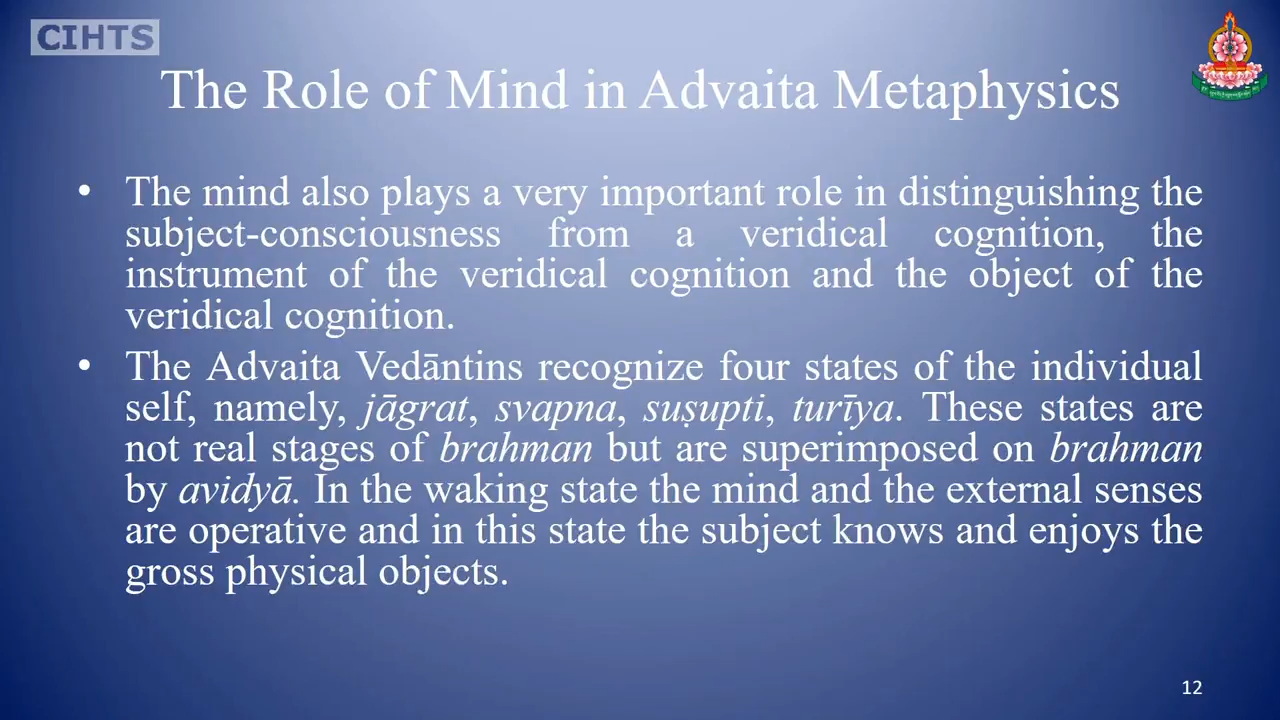 CIHTS
The Role of Mind in Advaita Metaphysics
• The mind also plays a very important role in distinguishing the
subject-consciousness from a veridical cognition, the
instrument of the veridical cognition and the object of the
veridical cognition.
• The Advaita Vedāntins recognize four states of the individual
self, namely, jāgrat, svapna, suṣupti, turīya. These states are
not real stages of brahman but are superimposed on brahman
by avidyā. In the waking state the mind and the external senses
are operative and in this state the subject knows and enjoys the
gross physical objects.
12